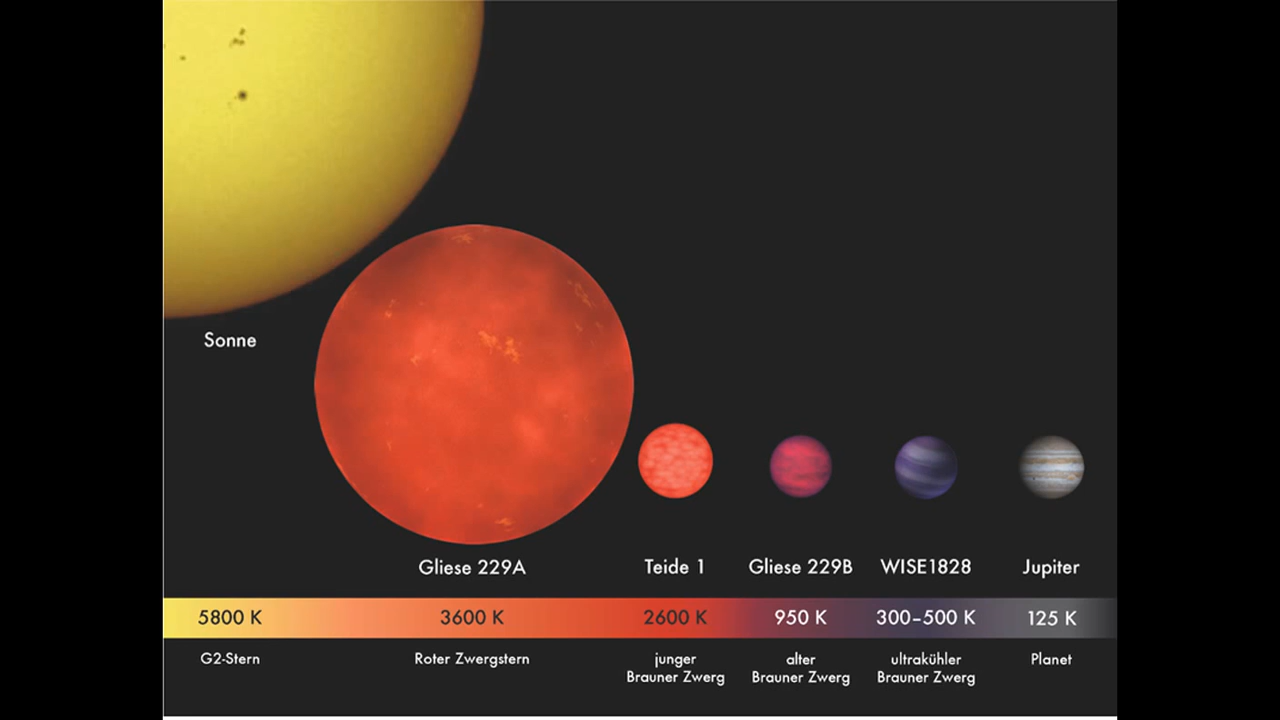 Sonne
Gliese 229A
Teide 1
Gliese 229B
WISE1828
Jupiter
5800 K
3600 K
2600 K
950 K
300–500 K
125 K
G2-Stern
Roter Zwergstern
junger
Brauner Zwerg
alter
Brauner Zwerg
ultrakühler
Brauner Zwerg
Planet